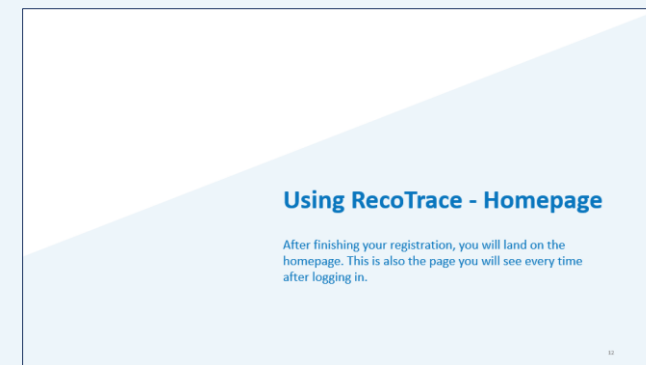 Using RecoTrace - Homepage
After finishing your registration, you will land on the
homepage. This is also the page you will see every time
after logging in.